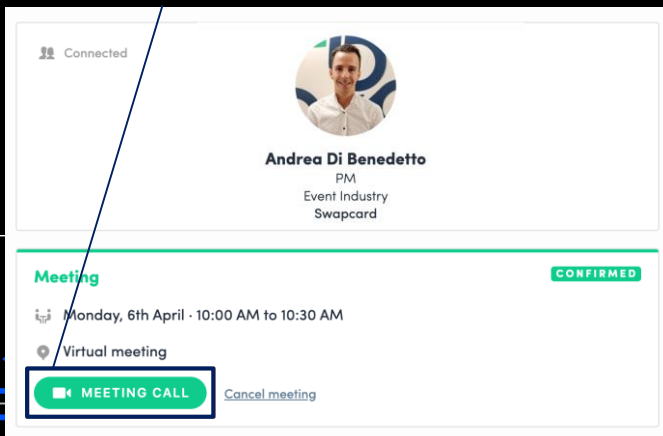 Connected
Andrea Di Benedetto
PM
Event Industry
Swapcard
Meeting
CONFIRMED
Monday, 6th April · 10:00 AM to 10:30 AM
Virtual meeting
MEETING CALL
Cancel meeting